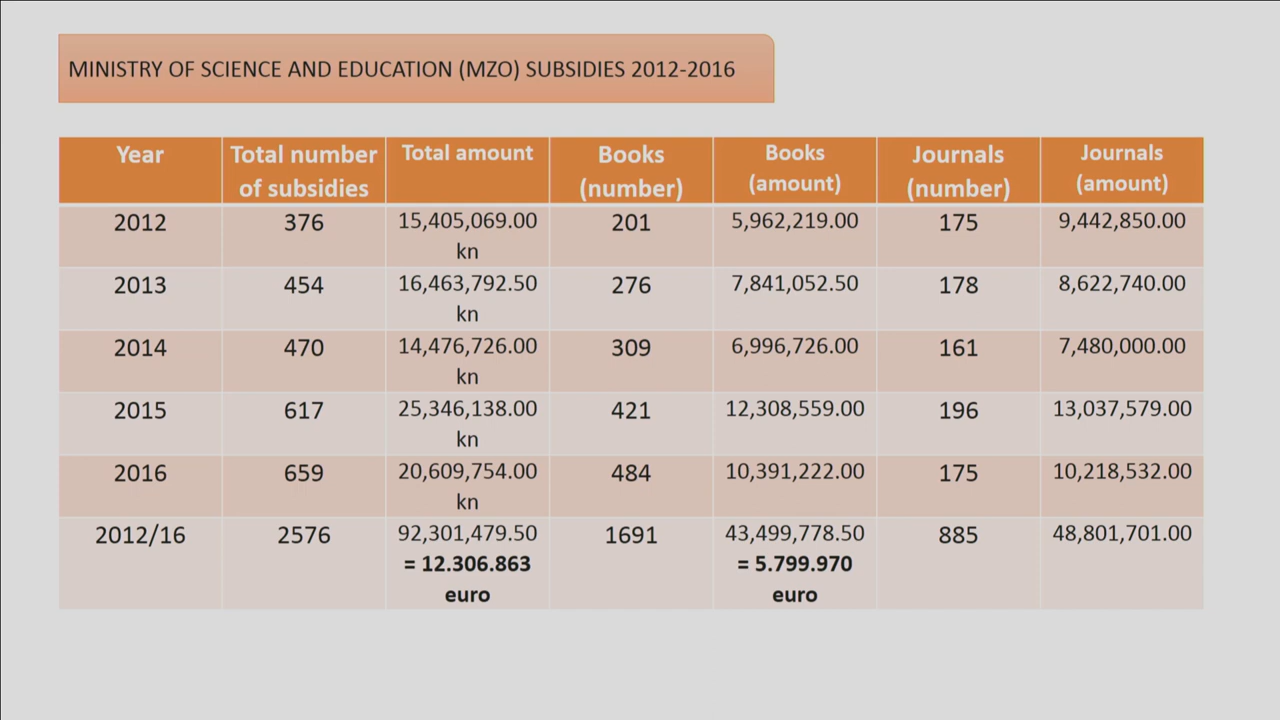 MINISTRY OF SCIENCE AND EDUCATION (MZO) SUBSIDIES 2012-2016
Year Total number of subsidies Total amount Books (number) Books (amount) Journals (number) Journals (amount)
2012 376 15,405,069.00 kn 201 5,962,219.00 175 9,442,850.00
2013 454 16,463,792.50 kn 276 7,841,052.50 178 8,622,740.00
2014 470 14,476,726.00 kn 309 6,996,726.00 161 7,480,000.00
2015 617 25,346,138.00 kn 421 12,308,559.00 196 13,037,579.00
2016 659 20,609,754.00 kn 484 10,391,222.00 175 10,218,532.00
2012/16 2576 92,301,479.50 = 12.306.863 euro 1691 43,499,778.50 = 5.799.970 euro 885 48,801,701.00